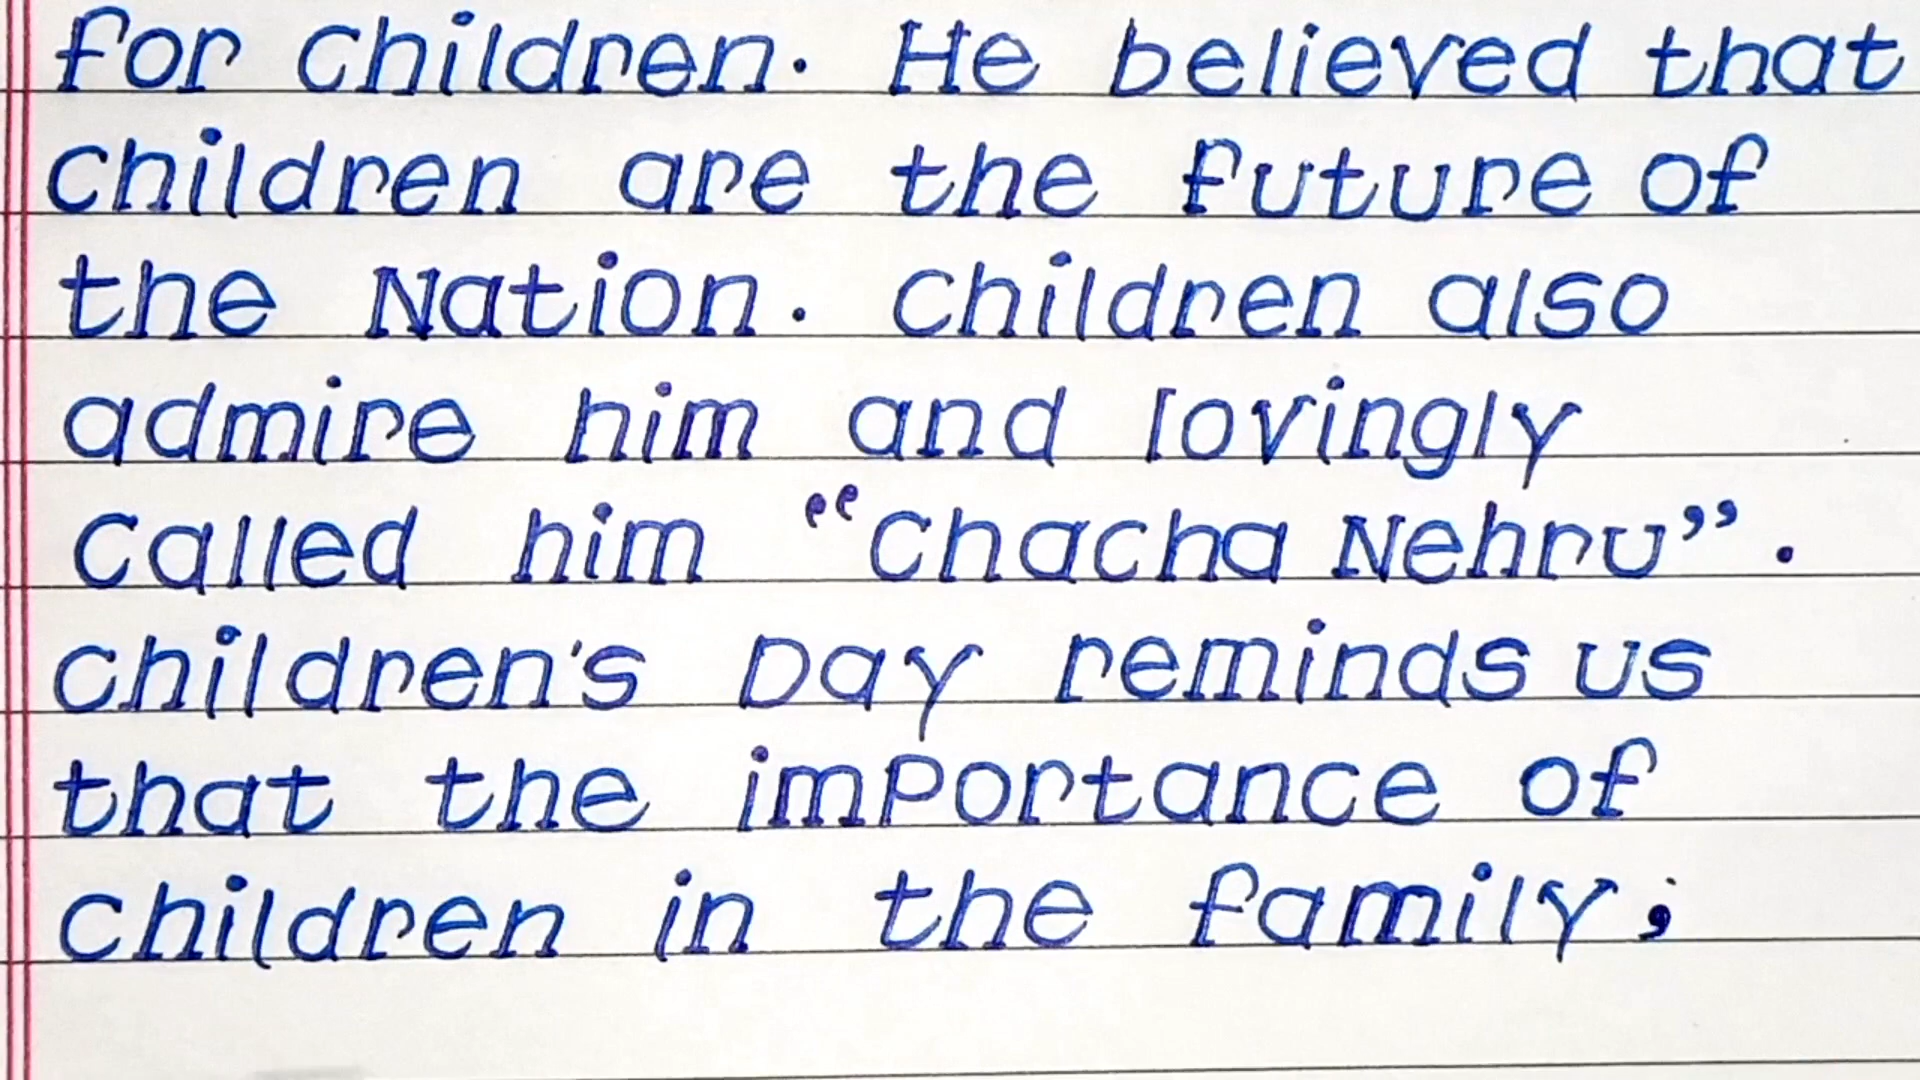 for children. He believed that
children are the future of
the Nation. Children also
admire him and lovingly
called him “Chacha Nehru”.
Children's Day reminds us
that the importance of
children in the family;